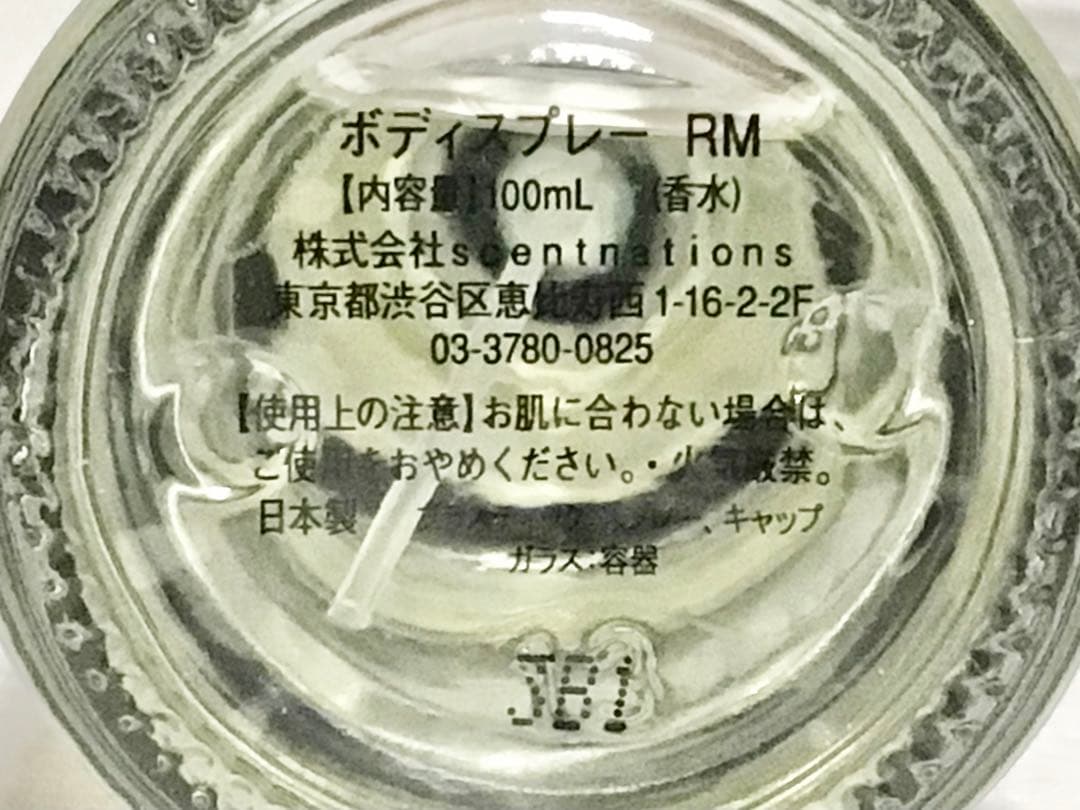 ボディスプレー RM
【内容量】100mL (香水)
株式会社scentnations
東京都渋谷区恵比寿西1-16-2-2F
03-3780-0825
【使用上の注意】お肌に合わない場合は、
ご使用をおやめください。・火気厳禁。
日本製 、キャップ
ガラス:容器